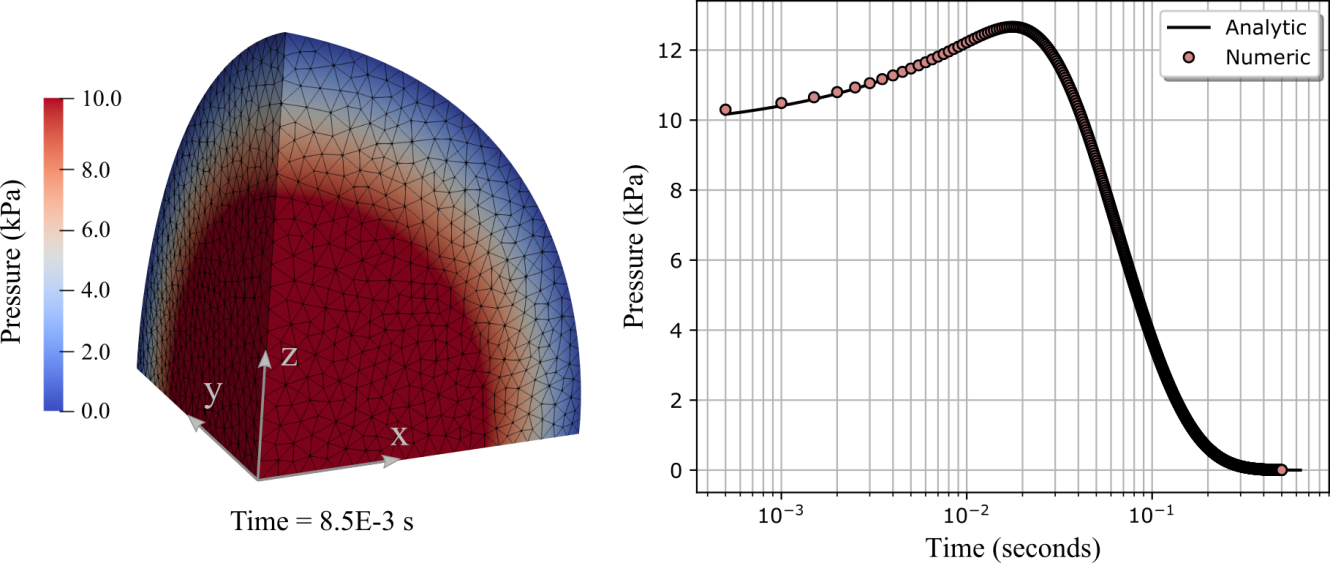 10.0
8.0
6.0
4.0
2.0
0.0
Pressure (kPa)
z
y
x
Time = 8.5E-3 s
Analytic
Numeric
12
10
8
6
4
2
0
Pressure (kPa)
10⁻³
10⁻²
10⁻¹
Time (seconds)